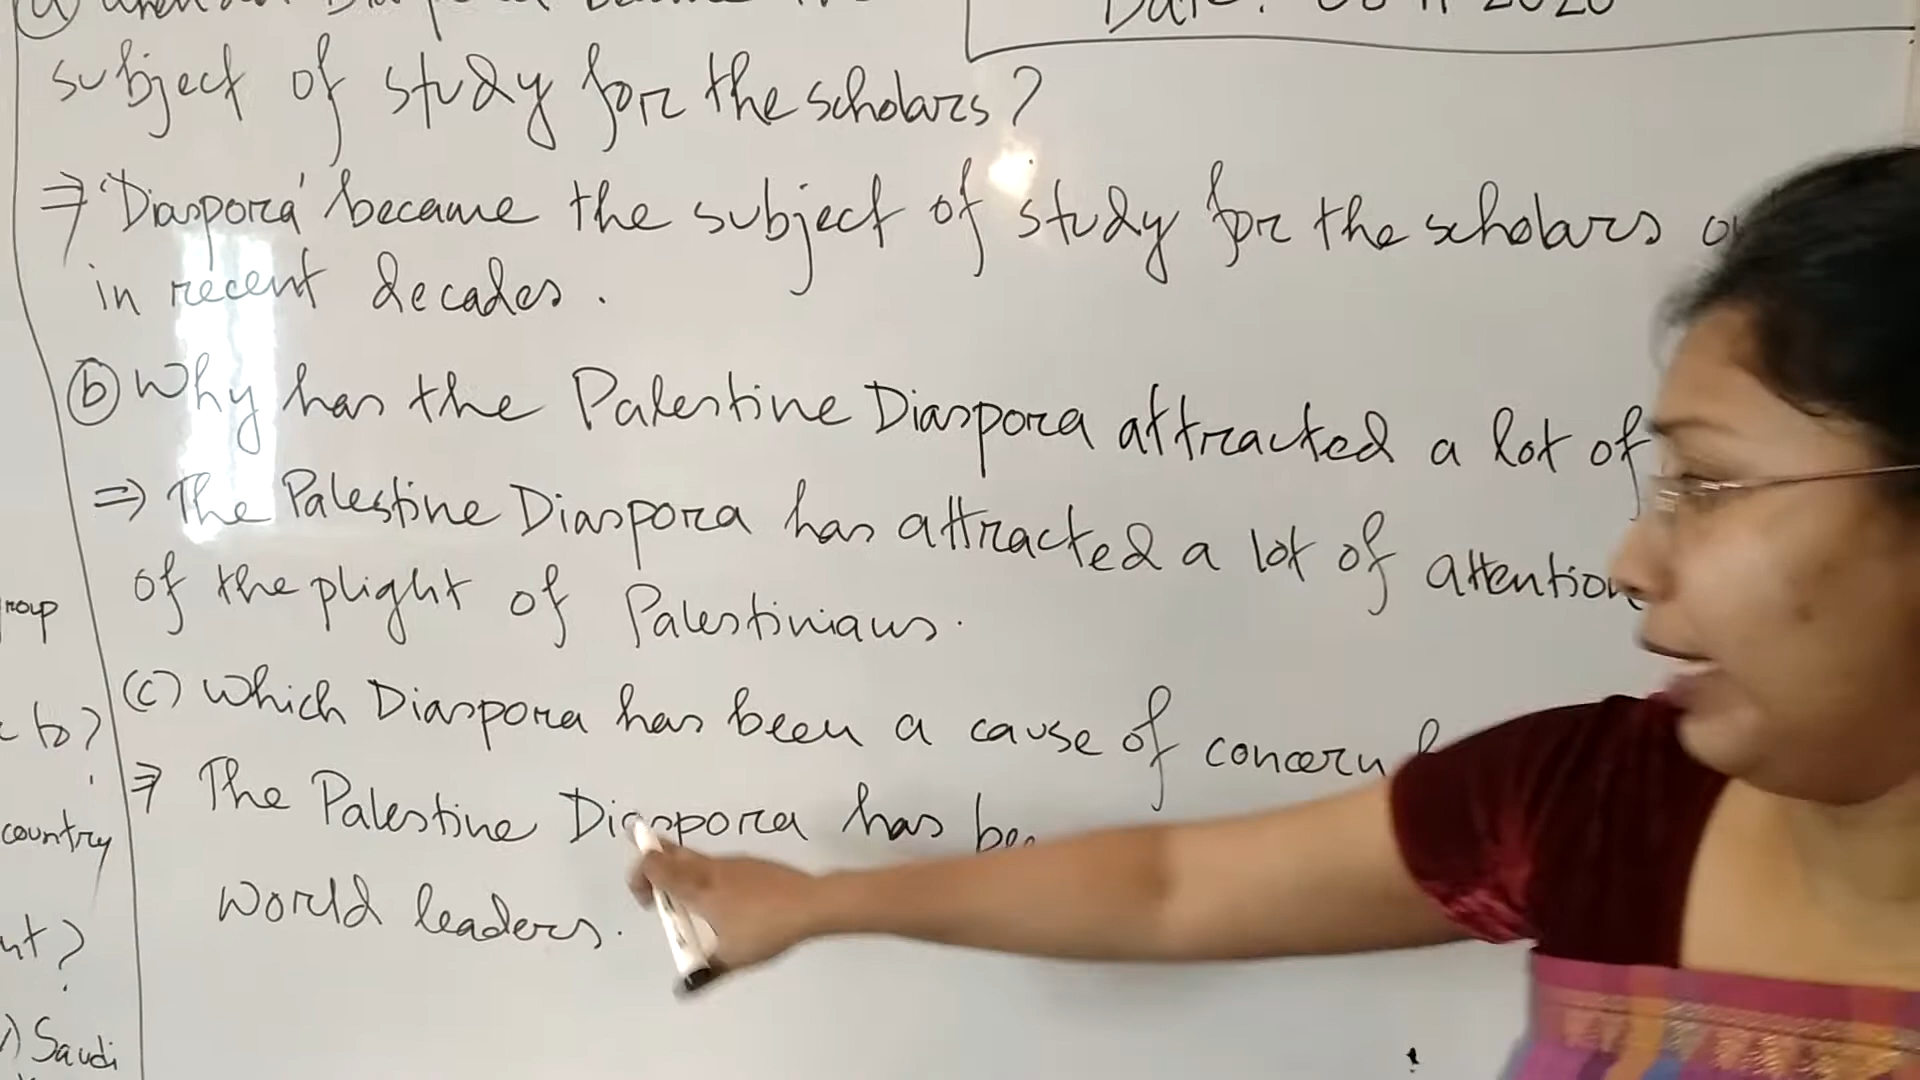 subject of study for the scholars?
⇒ 'Diaspora' became the subject of study for the scholars
in recent decades.
(b) Why has the Palestine Diaspora attracted a lot of
⇒ The Palestine Diaspora has attracted a lot of attention
of the plight of Palestinians.
(c) Which Diaspora has been a cause of concern
⇒ The Palestine Diaspora has
world leaders.
country
Saudi